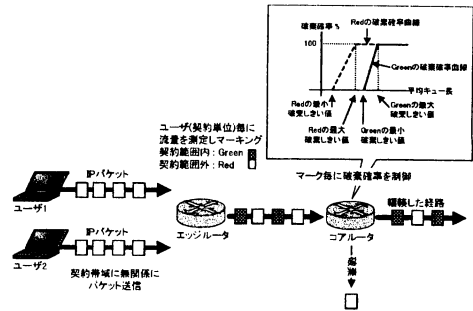 破棄確率 %
Redの破棄確率曲線
100
Greenの破棄確率曲線
平均キュー長
Redの最小
破棄しきい値
Greenの最大
破棄しきい値
Redの最大
破棄しきい値
Greenの最小
破棄しきい値
ユーザ(契約単位)毎に
流量を測定しマーキング
契約範囲内 : Green
契約範囲外 : Red
マーク毎に破棄確率を制御
IPパケット
ユーザ1
エッジルータ
コアルータ
輻輳した経路
IPパケット
ユーザ2
契約帯域に無関係に
パケット送信
破棄